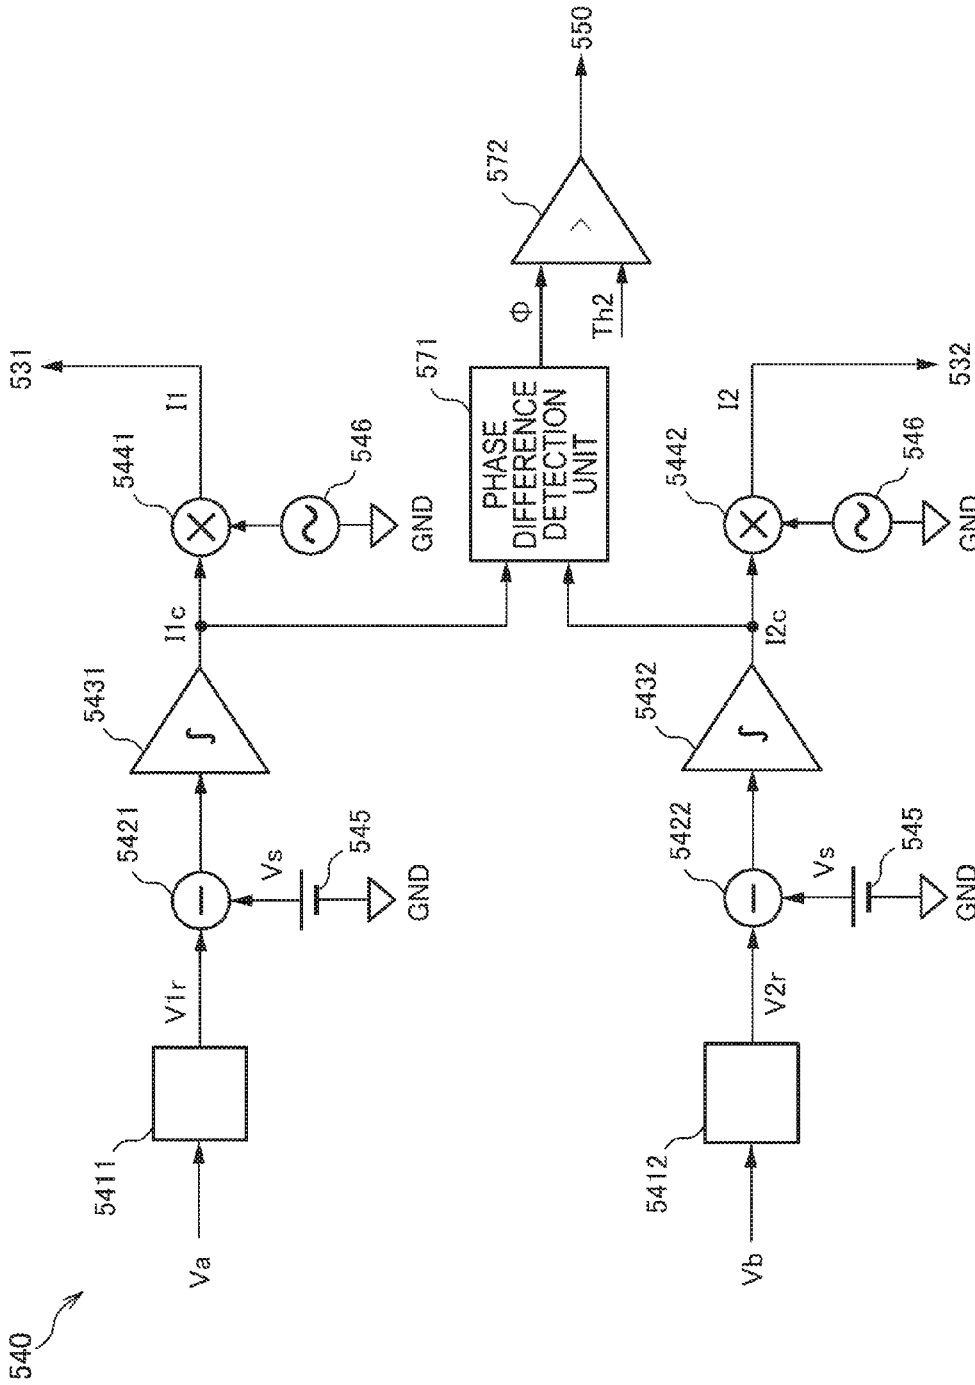 540
Va
5411
V1r
5421
Vs
545
GND
5431
I1c
5441
546
GND
I1
531
571
PHASE
DIFFERENCE
DETECTION
UNIT
Φ
Th2
572
550
Vb
5412
V2r
5422
Vs
545
GND
5432
I2c
5442
546
GND
I2
532